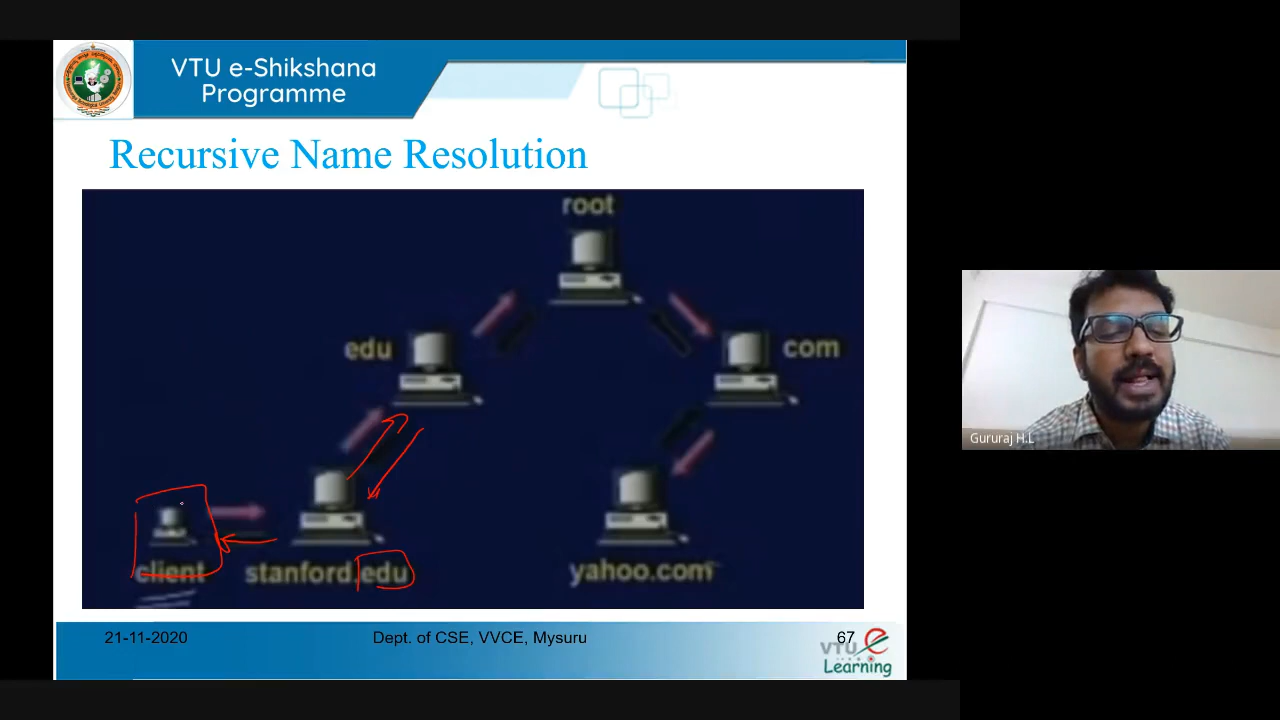 VTU e-Shikshana
Programme
Recursive Name Resolution
root
edu
com
client
stanford.edu
yahoo.com
Gururaj H.L
21-11-2020
Dept. of CSE, VVCE, Mysuru
67
VTU e
Learning